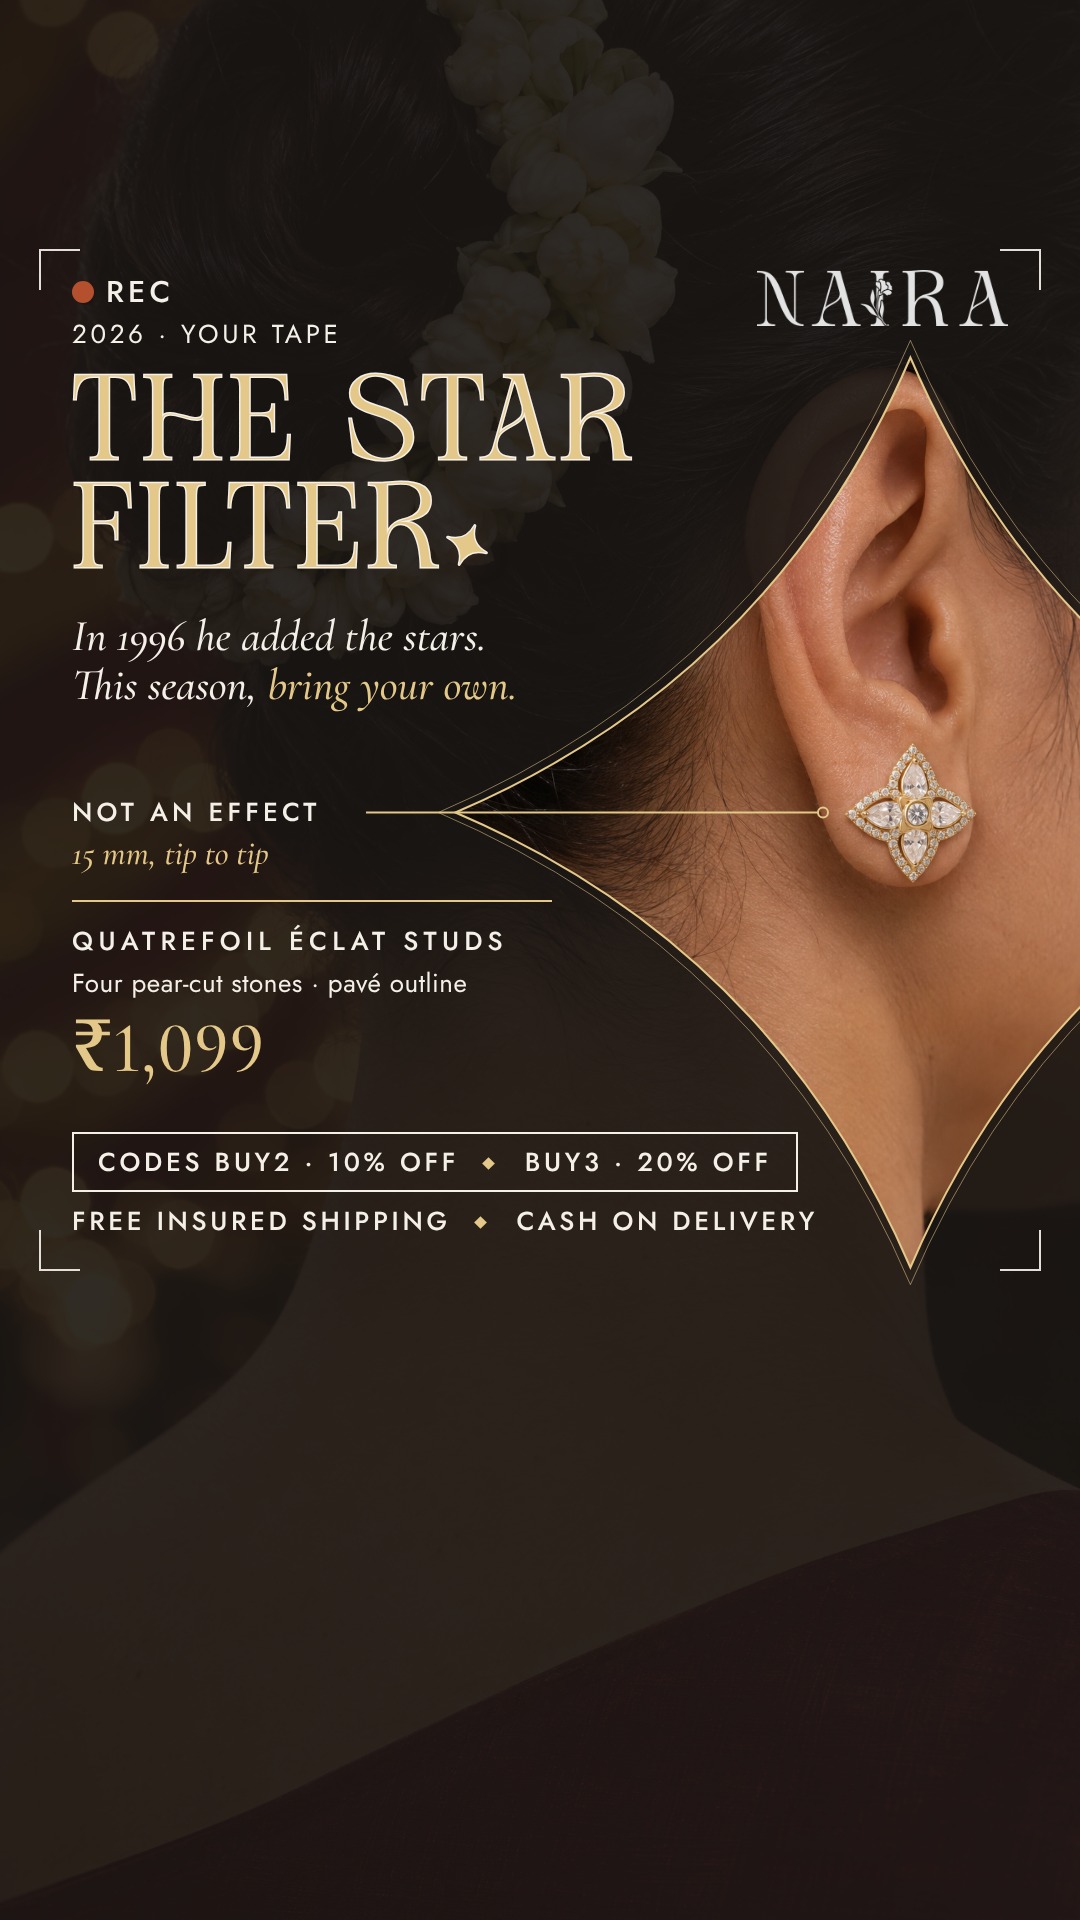 REC
2026 · YOUR TAPE
NAIRA
THE STAR
FILTER
In 1996 he added the stars.
This season, bring your own.
NOT AN EFFECT
15 mm, tip to tip
QUATREFOIL ÉCLAT STUDS
Four pear-cut stones · pavé outline
₹1,099
CODES BUY2 · 10% OFF ◆ BUY3 · 20% OFF
FREE INSURED SHIPPING ◆ CASH ON DELIVERY